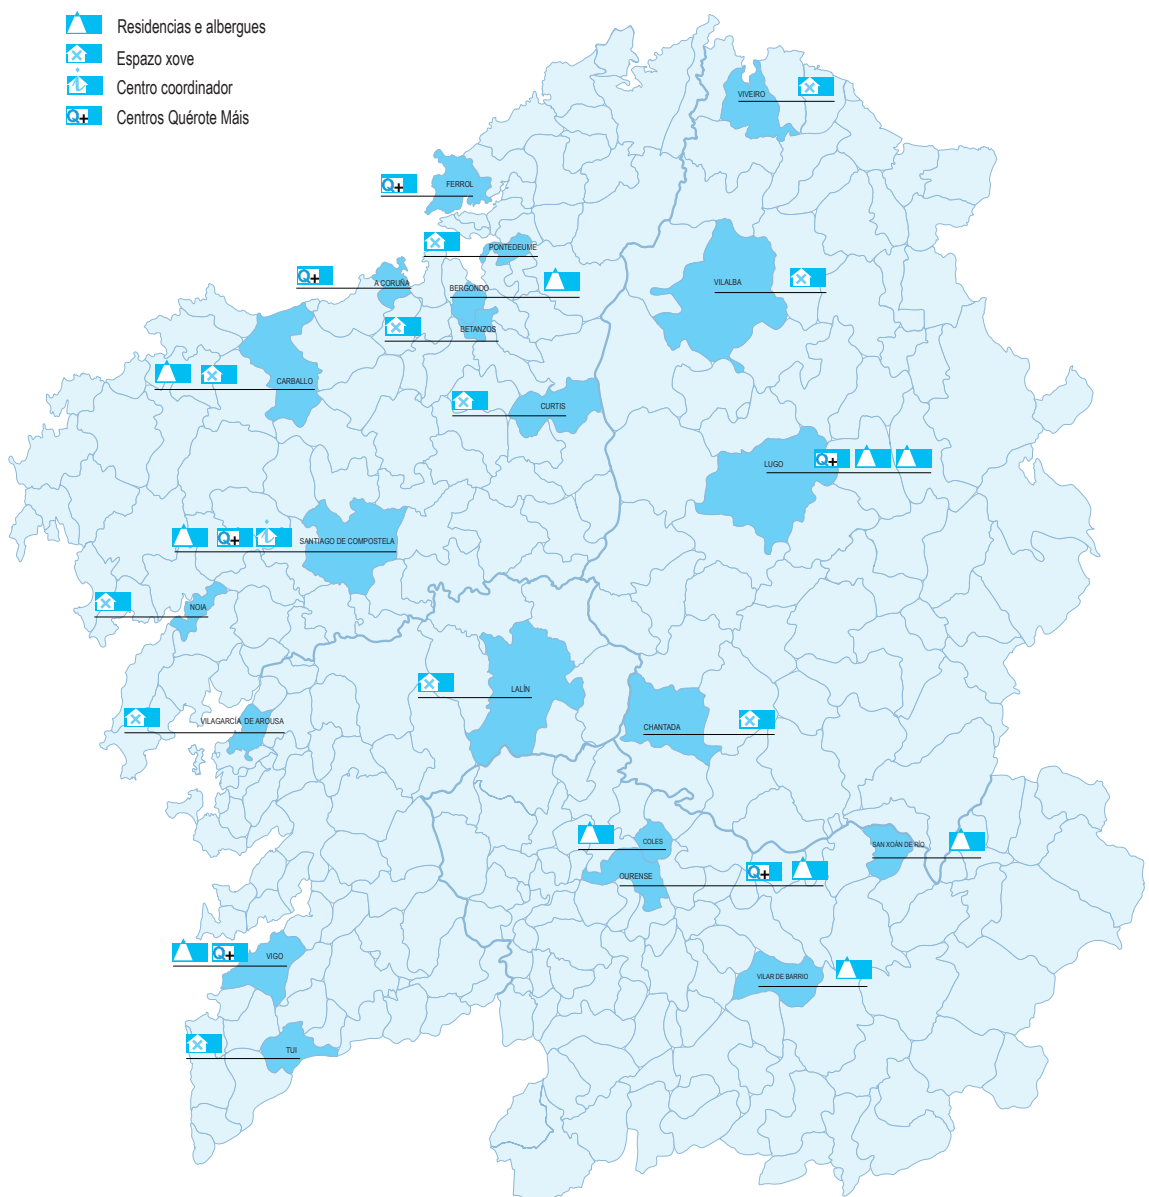 Residencias e albergues
Espazo xove
Centro coordinador
Q+ Centros Quérote Máis
VIVEIRO
Q+ FERROL
PONTEDEUME
Q+ A CORUÑA
VILALBA
BERGONDO
BETANZOS
CARBALLO
CURTIS
LUGO Q+
Q+ SANTIAGO DE COMPOSTELA
NOIA
LALÍN
VILAGARCÍA DE AROUSA
CHANTADA
COLES
SAN XOÁN DE RÍO
OURENSE Q+
Q+ VIGO
VILAR DE BARRIO
TUI